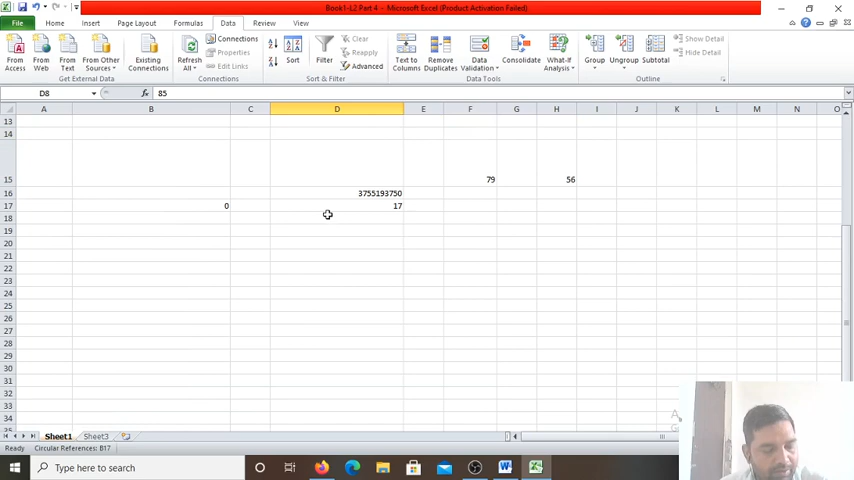 Book1-L2 Part 4 - Microsoft Excel (Product Activation Failed)
File Home Insert Page Layout Formulas Data Review View
From Access From Web From Text From Other Sources Existing Connections Refresh All Connections Properties Edit Links Sort Filter Clear Reapply Advanced Text to Columns Remove Duplicates Data Validation Consolidate What-If Analysis Group Ungroup Subtotal Show Detail Hide Detail
Get External Data Connections Sort & Filter Data Tools Outline
D8 fx 85
A B C D E F G H I J K L M N O
13
14
15 79 56
16 3755193750
17 0 17
18
19
20
21
22
23
24
25
26
27
28
29
30
31
32
33
34
35
Sheet1 Sheet3
Ready Circular References: B17
Type here to search